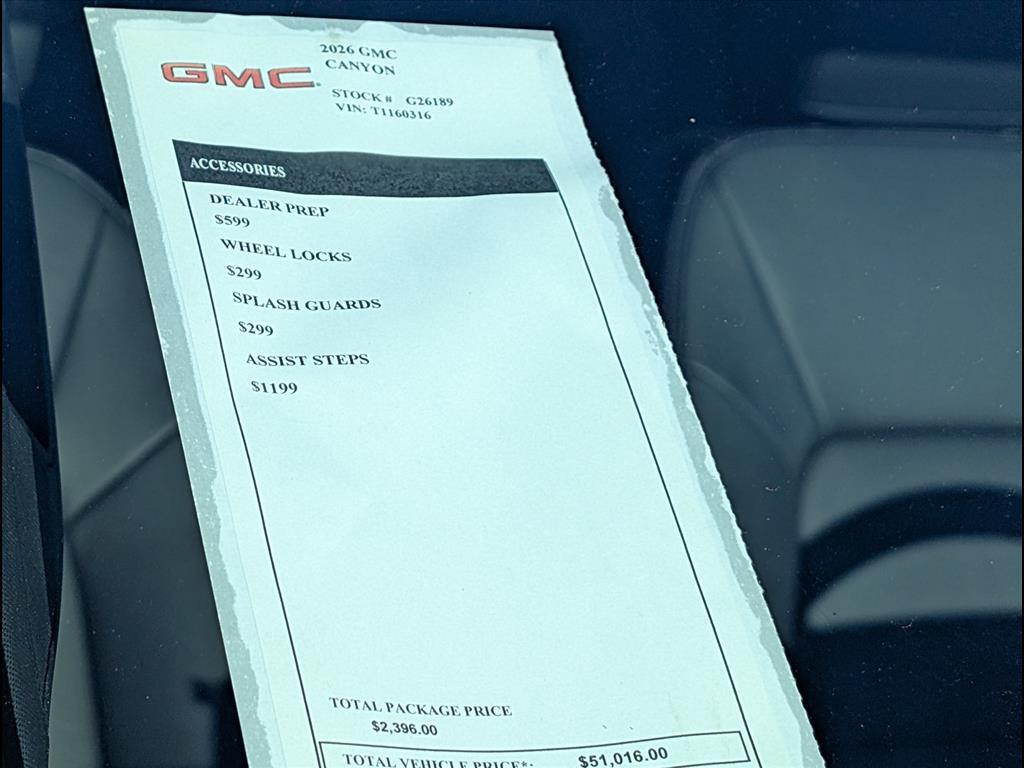 GMC
2026 GMC
CANYON
STOCK # G26189
VIN: T1160316
ACCESSORIES
DEALER PREP
$599
WHEEL LOCKS
$299
SPLASH GUARDS
$299
ASSIST STEPS
$1199
TOTAL PACKAGE PRICE
$2,396.00
TOTAL VEHICLE PRICE*: $51,016.00